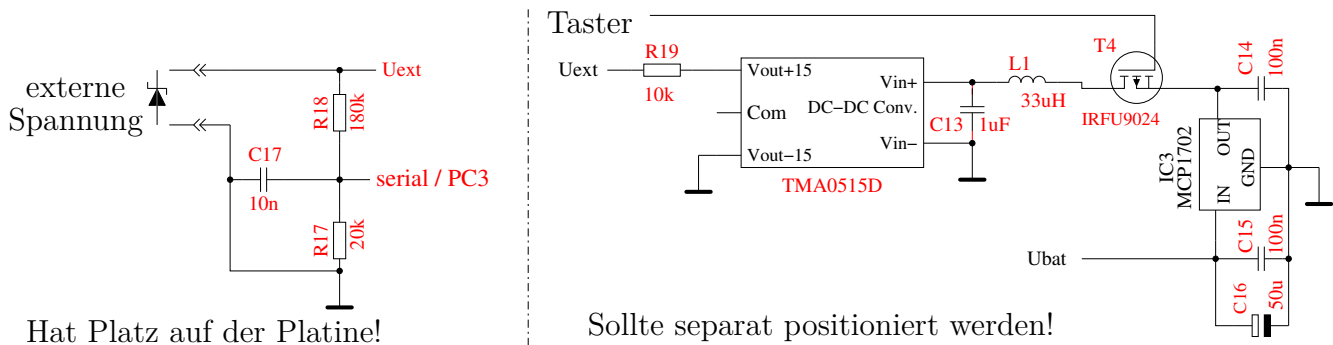 externe
Spannung
Uext
R18
180k
C17
10n
serial / PC3
R17
20k
Hat Platz auf der Platine!
Taster
Uext
R19
10k
Vout+15
Com
Vout−15
Vin+
DC−DC Conv.
Vin−
TMA0515D
C13
1uF
L1
33uH
T4
IRFU9024
C14
100n
IC3
MCP1702
OUT
GND
IN
Ubat
C15
100n
C16
50u
Sollte separat positioniert werden!